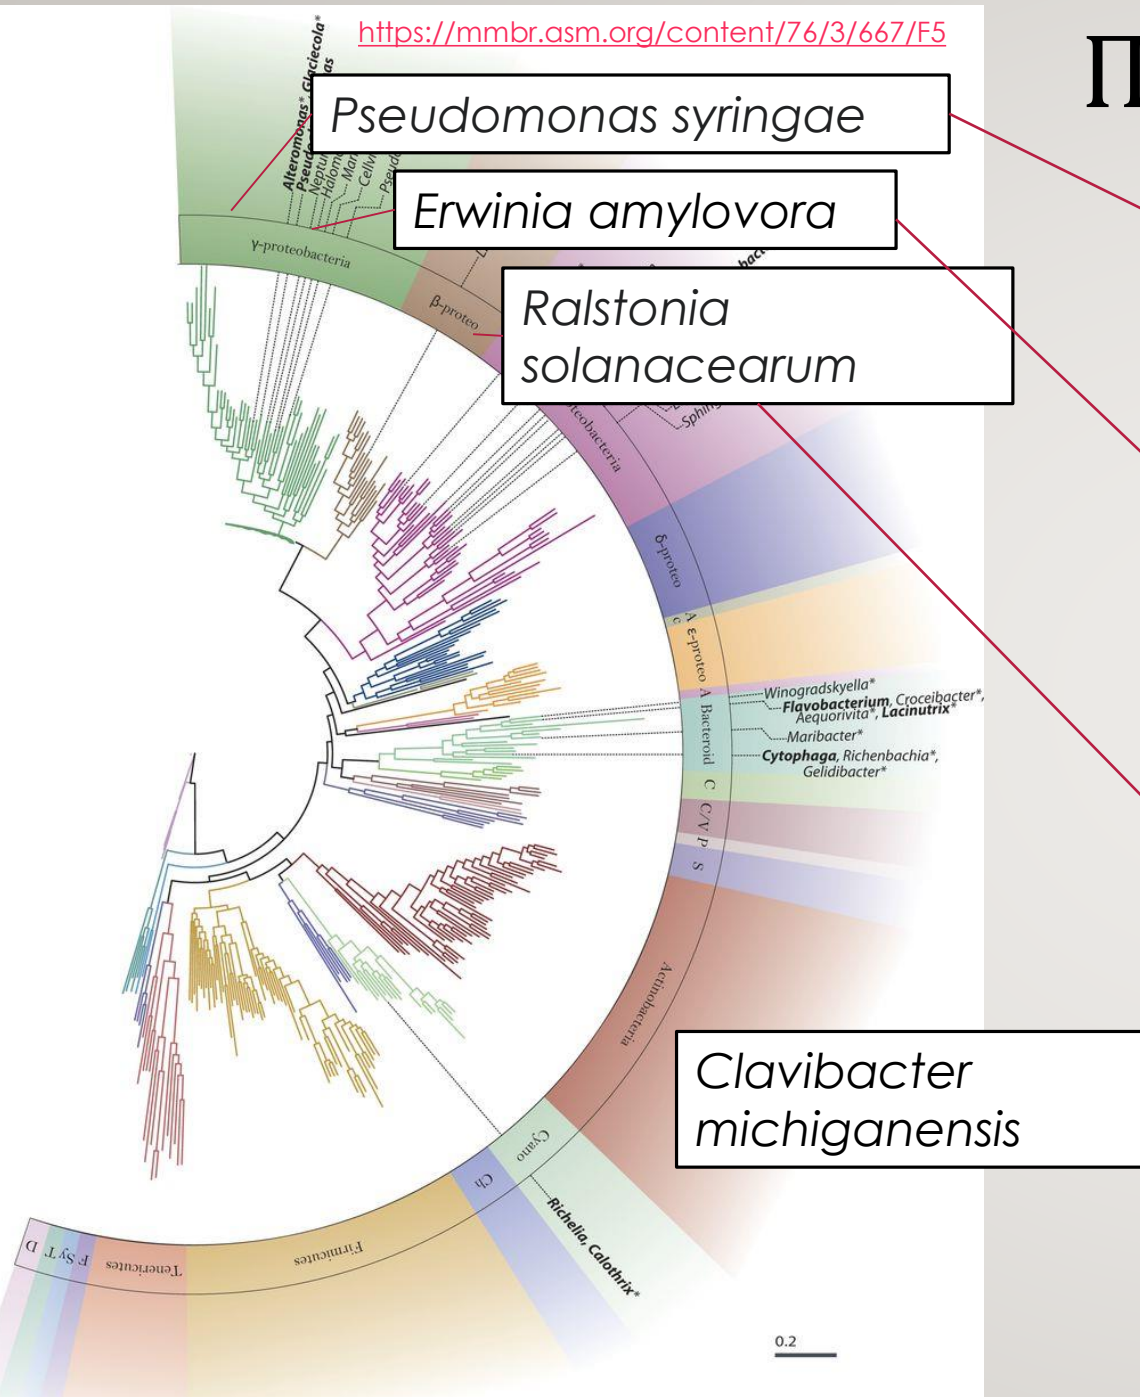 https://mmbr.asm.org/content/76/3/667/F5
П
Alteromonas* Glaciecola*
Pseudomonas syringae
Erwinia amylovora
Ralstonia
solanacearum
γ-proteobacteria
β-proteo
δ-proteo
A
c
ε-proteo
A
Winogradskyella*
Flavobacterium, Croceibacter*,
Aequorivita*, Lacinutrix*
Bacteroid
Maribacter*
Cytophaga, Richenbachia*,
Gelidibacter*
C
C/V
P
S
Actinobacteria
Clavibacter
michiganensis
Cyano
Ch
Richelia, Calothrix*
Firmicutes
Tenericutes
F
Sy
T
D
0.2